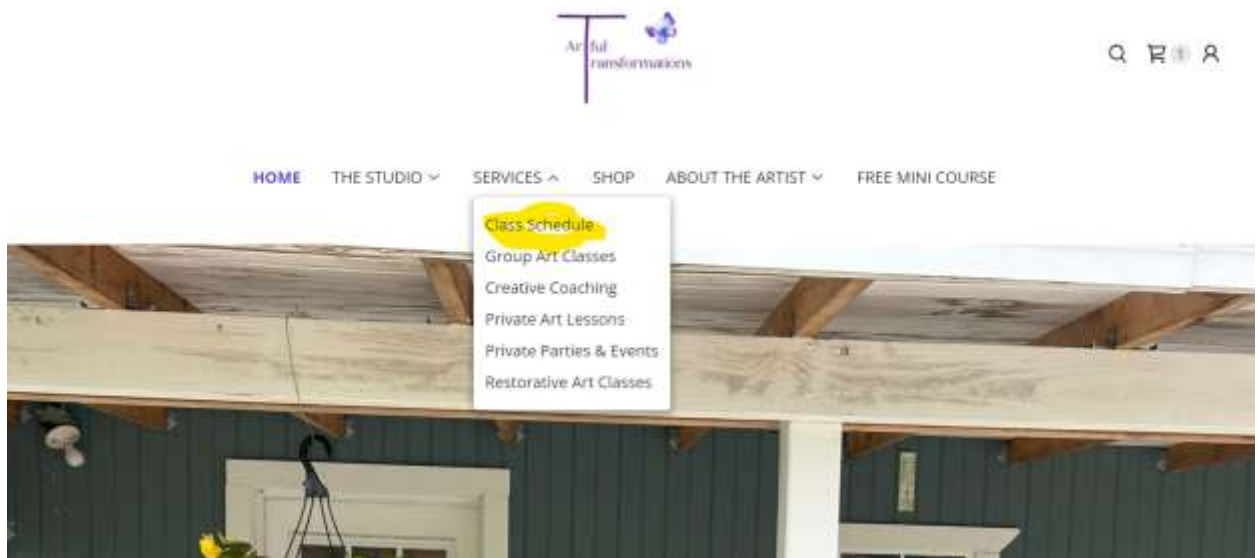 Artful
Transformations
1
HOME THE STUDIO SERVICES SHOP ABOUT THE ARTIST FREE MINI COURSE
Class Schedule
Group Art Classes
Creative Coaching
Private Art Lessons
Private Parties & Events
Restorative Art Classes